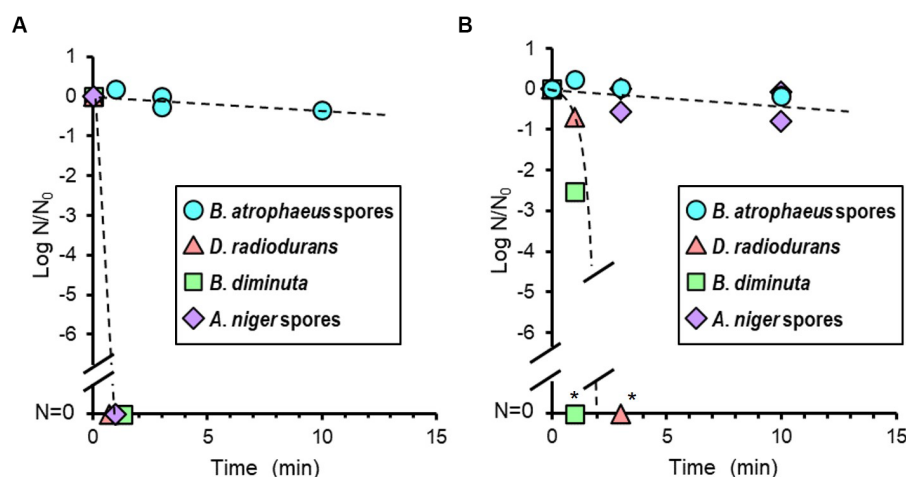 A
1
0
-1
-2
-3
-4
-5
-6
N=0
Log N/N0
B. atrophaeus spores
D. radiodurans
B. diminuta
A. niger spores
0 5 10 15
Time (min)
B
1
0
-1
-2
-3
-4
-5
-6
N=0
Log N/N0
B. atrophaeus spores
D. radiodurans
B. diminuta
A. niger spores
* *
0 5 10 15
Time (min)